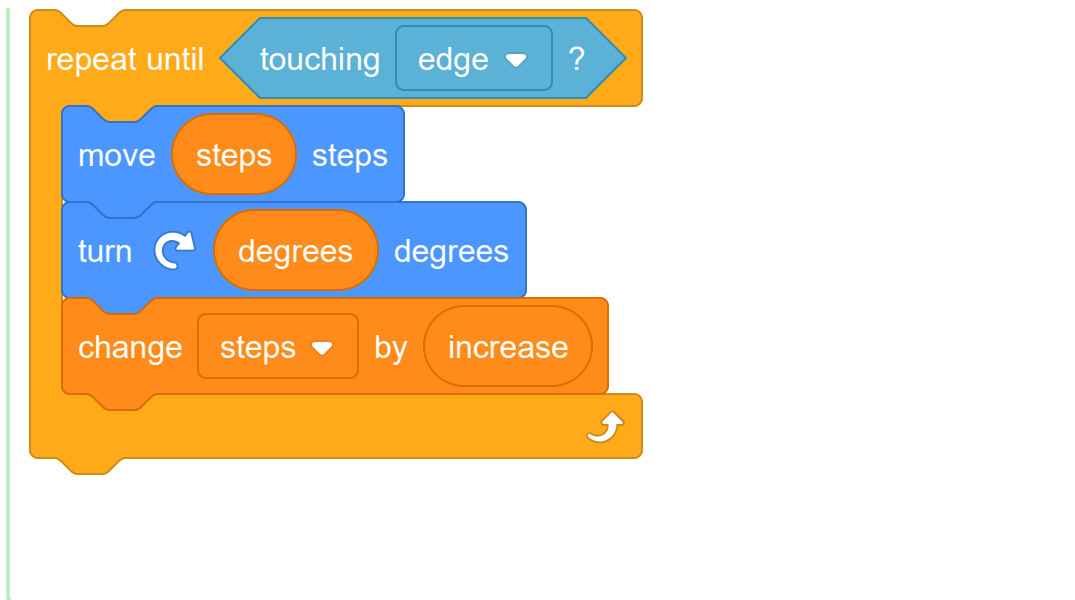 repeat until touching edge ?
move steps steps
turn degrees degrees
change steps by increase